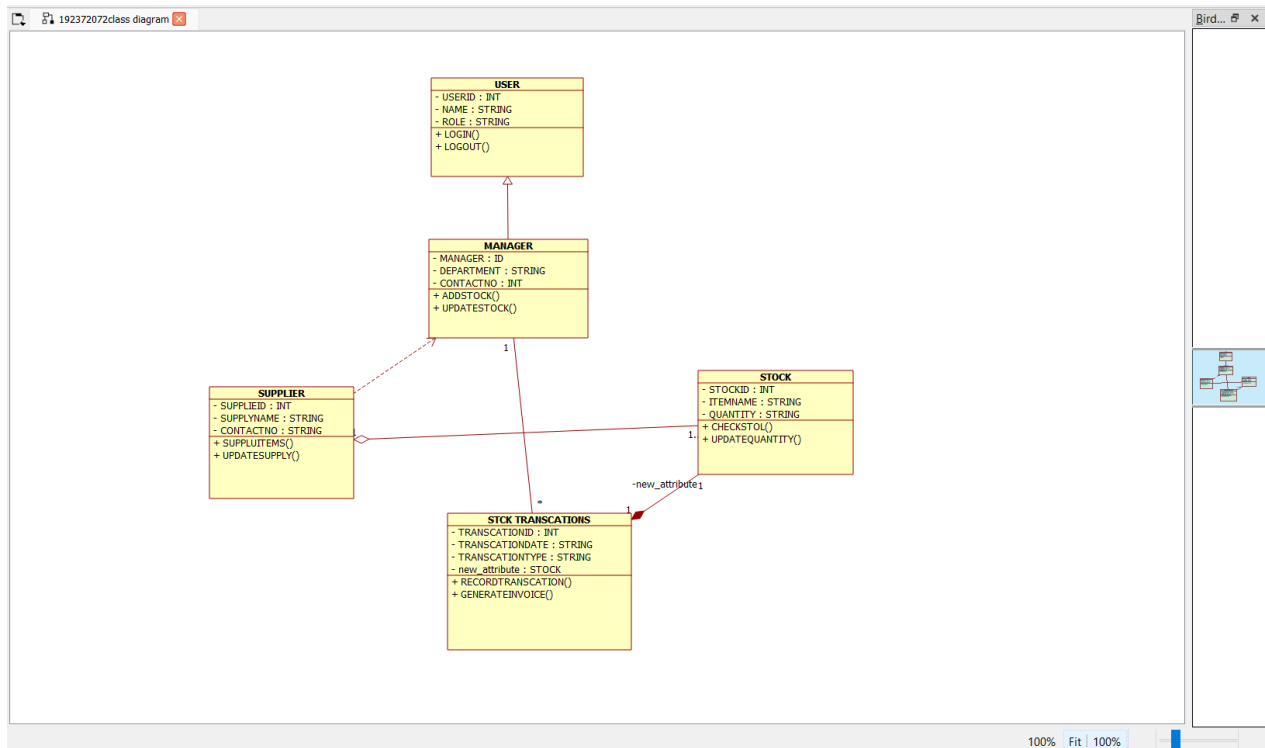 192372072class diagram
Bird...
USER
- USERID : INT
- NAME : STRING
- ROLE : STRING
+ LOGIN()
+ LOGOUT()
MANAGER
- MANAGER : ID
- DEPARTMENT : STRING
- CONTACTNO : INT
+ ADDSTOCK()
+ UPDATESTOCK()
1
SUPPLIER
- SUPPLIEID : INT
- SUPPLYNAME : STRING
- CONTACTNO : STRING
+ SUPPLUITEMS()
+ UPDATESUPPLY()
1
STOCK
- STOCKID : INT
- ITEMNAME : STRING
- QUANTITY : STRING
+ CHECKSTOL()
+ UPDATEQUANTITY()
1..
-new_attribute
1
1
*
STCK TRANSCATIONS
- TRANSCATIONID : INT
- TRANSCATIONDATE : STRING
- TRANSCATIONTYPE : STRING
- new_attribute : STOCK
+ RECORDTRANSCATION()
+ GENERATEINVOICE()
100% Fit 100%